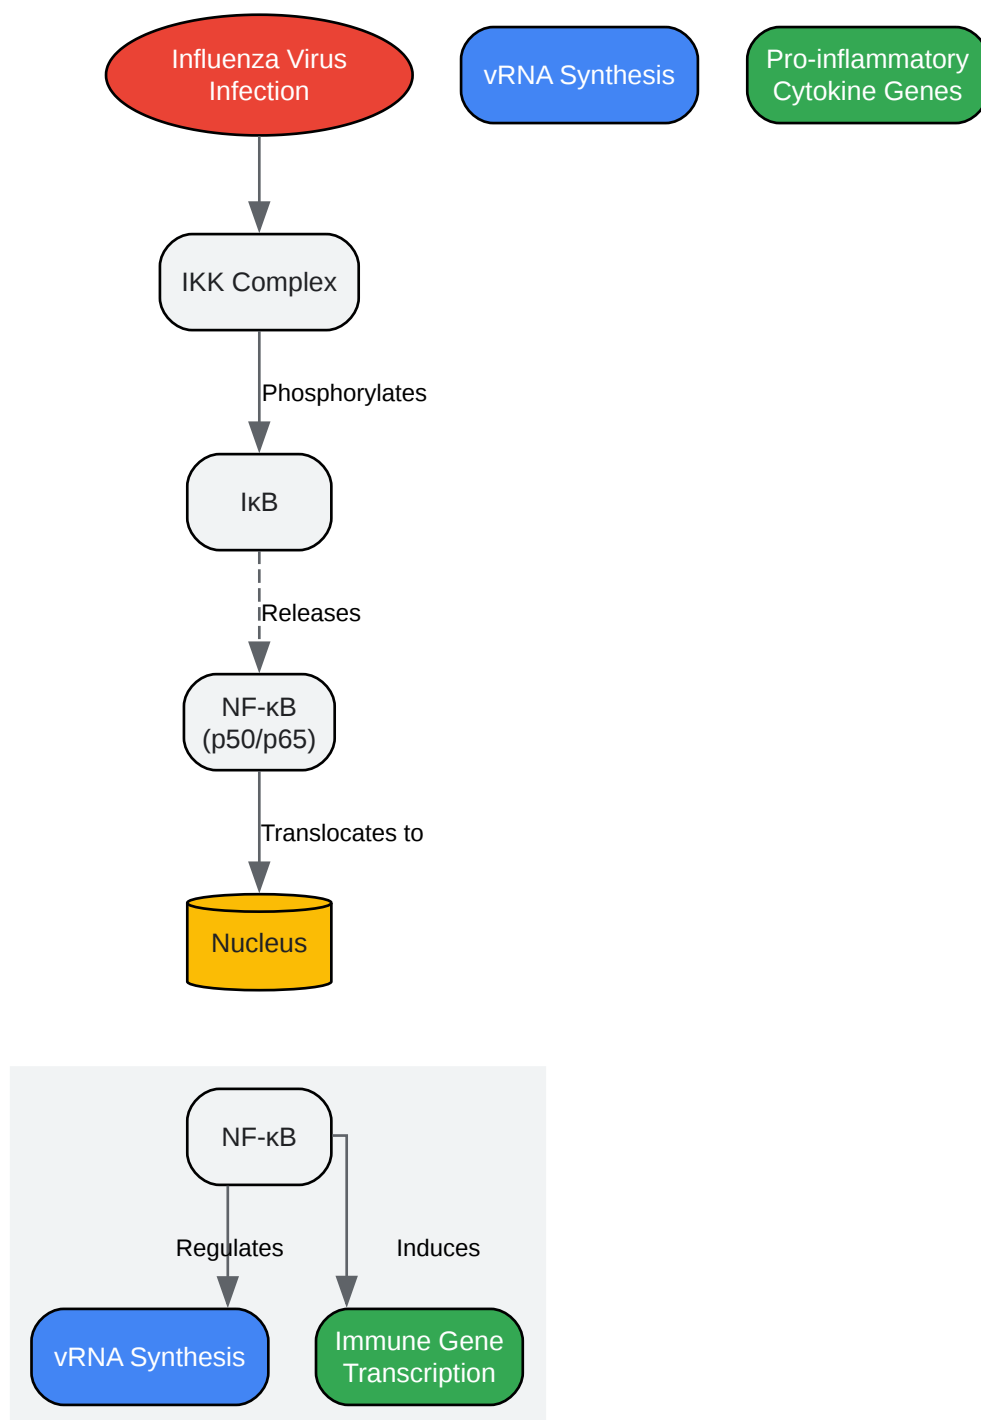 Influenza Virus
Infection
vRNA Synthesis
Pro-inflammatory
Cytokine Genes
IKK Complex
Phosphorylates
IκB
Releases
NF-κB
(p50/p65)
Translocates to
Nucleus
NF-κB
Regulates
Induces
vRNA Synthesis
Immune Gene
Transcription